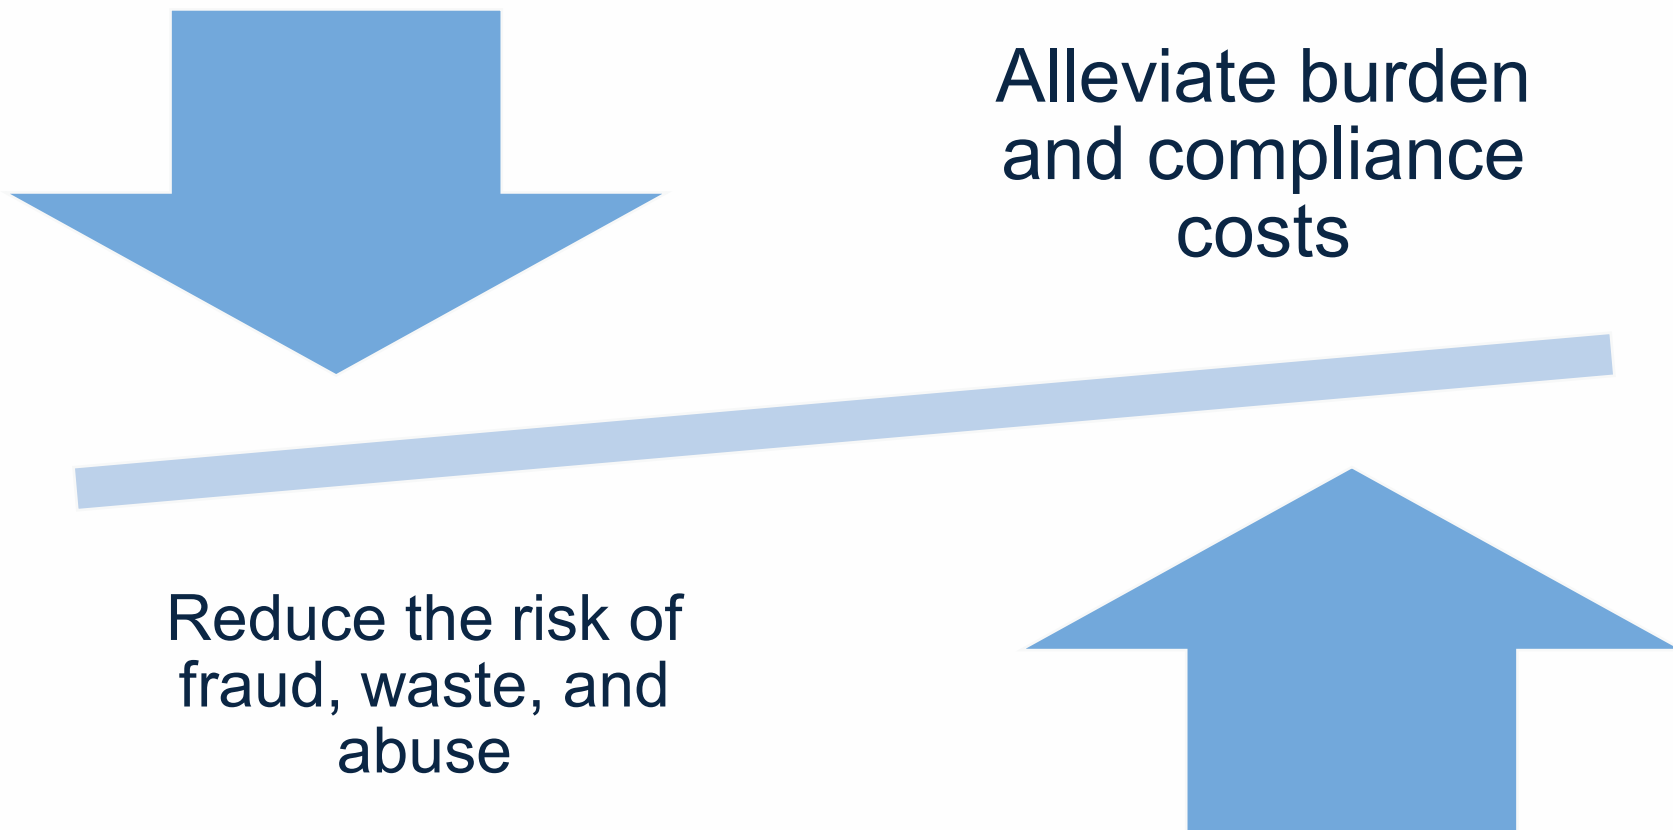 Alleviate burden
and compliance
costs
Reduce the risk of
fraud, waste, and
abuse